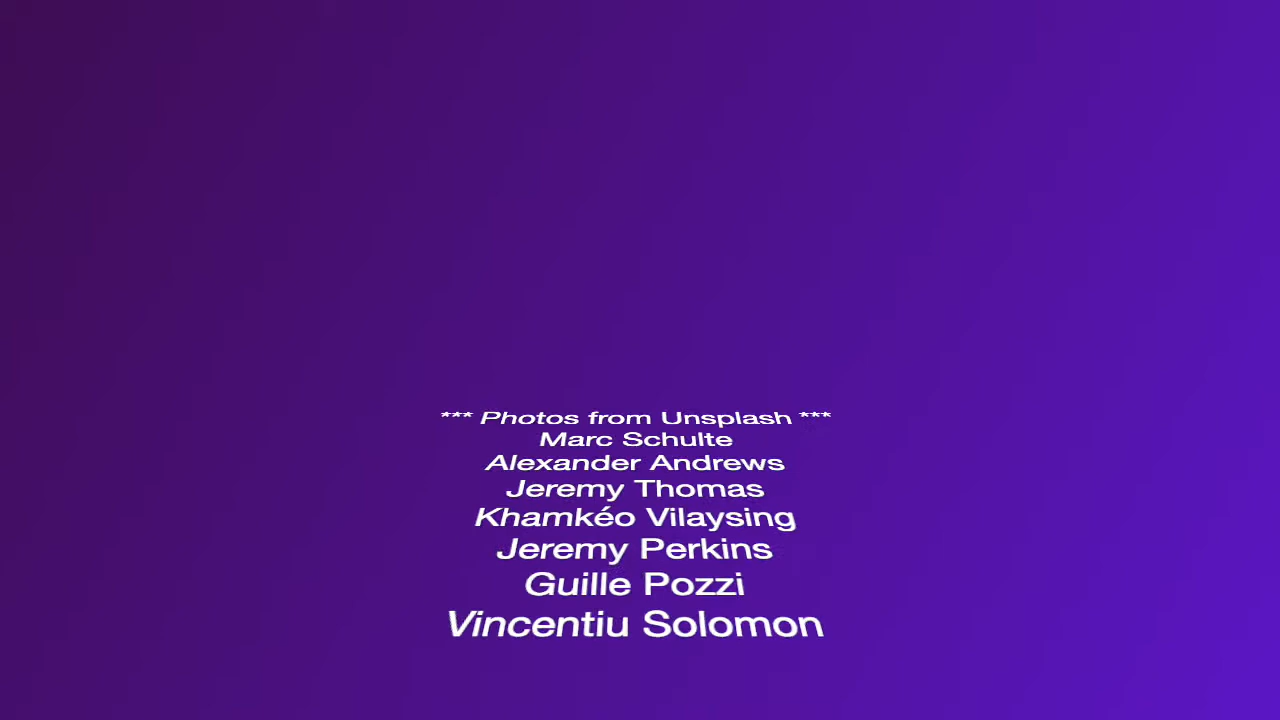 *** Photos from Unsplash ***
Marc Schulte
Alexander Andrews
Jeremy Thomas
Khamkéo Vilaysing
Jeremy Perkins
Guille Pozzi
Vincentiu Solomon